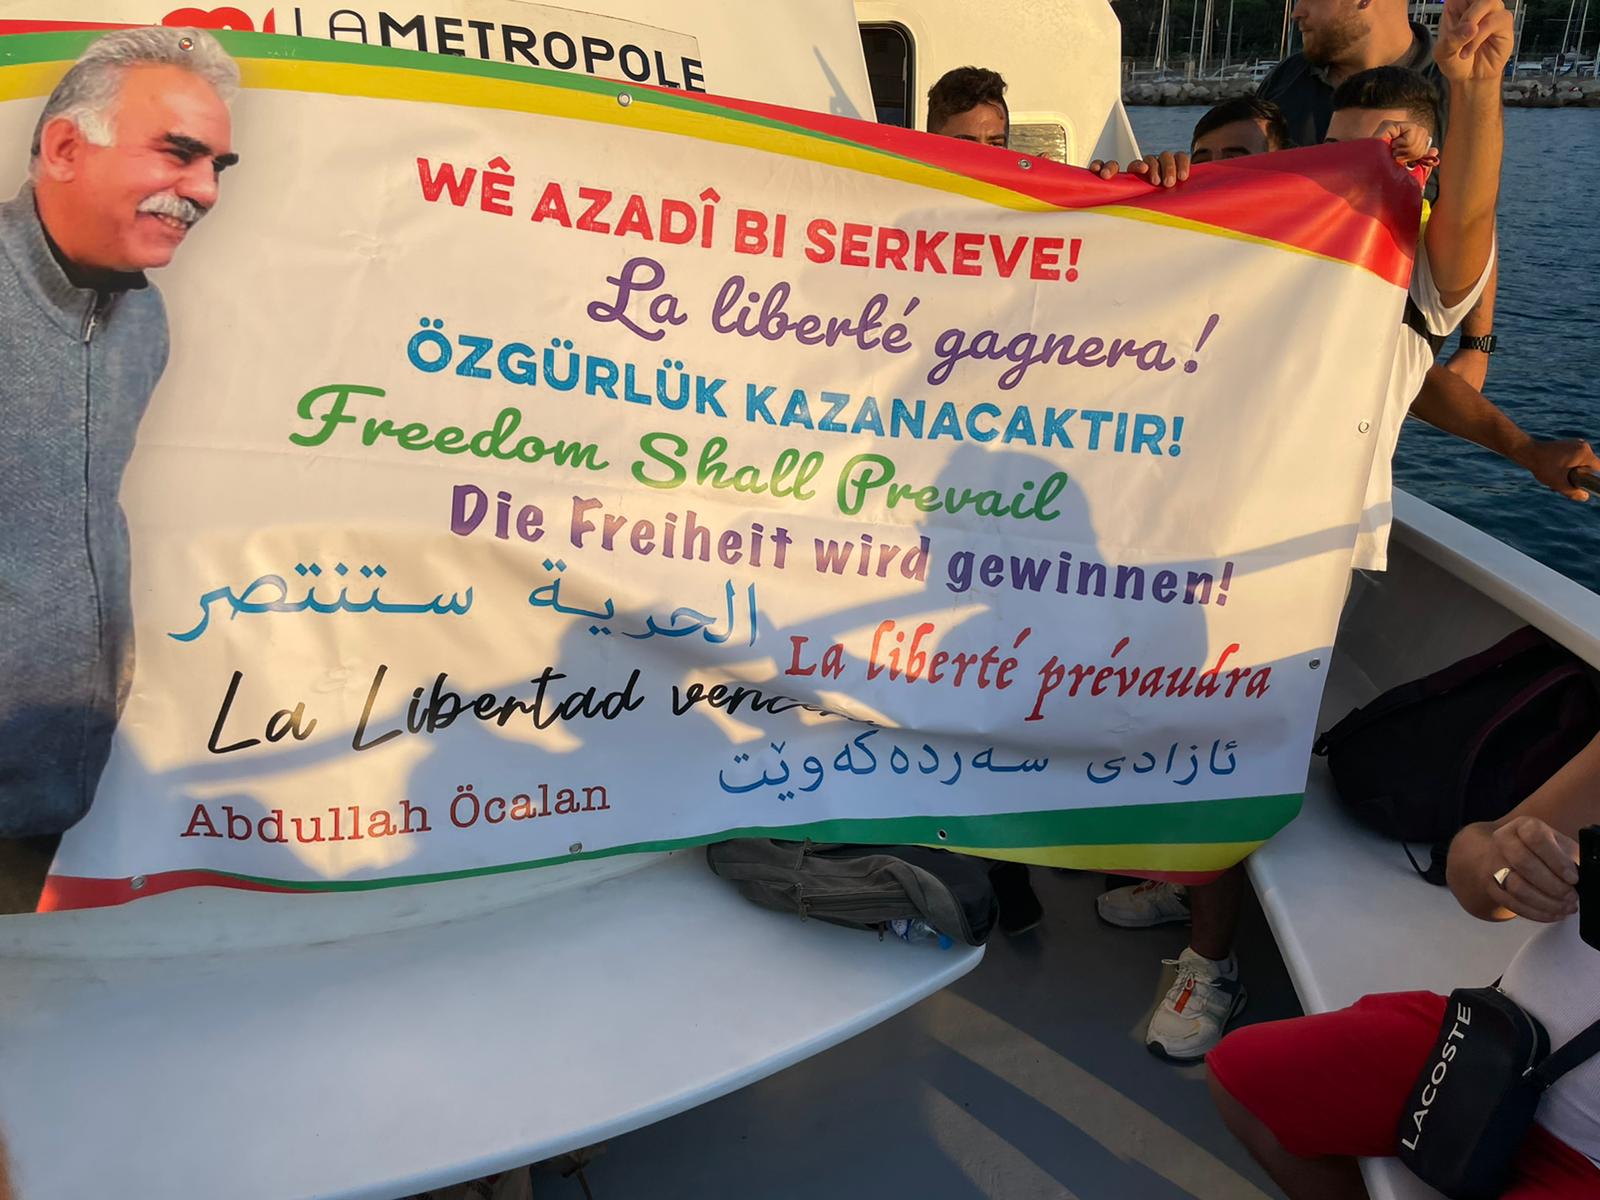 LAMETROPOLE
WÊ AZADÎ BI SERKEVE!
La liberté gagnera!
ÖZGÜRLÜK KAZANACAKTIR!
Freedom Shall Prevail
Die Freiheit wird gewinnen!
الحرية ستنتصر
La liberté prévaudra
La Libertad
ئازادی سەردەکەوێت
Abdullah Öcalan
LACOSTE